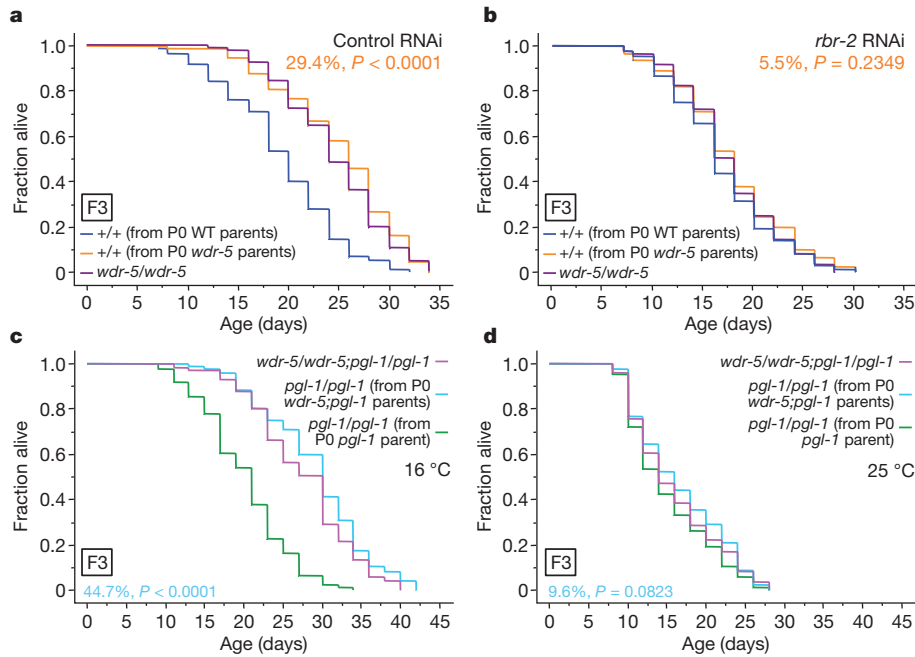 a
Control RNAi
29.4%, P < 0.0001
Fraction alive
1.0
0.8
0.6
0.4
0.2
0
F3
+/+ (from P0 WT parents)
+/+ (from P0 wdr-5 parents)
wdr-5/wdr-5
0 5 10 15 20 25 30 35
Age (days)
b
rbr-2 RNAi
5.5%, P = 0.2349
Fraction alive
1.0
0.8
0.6
0.4
0.2
0
F3
+/+ (from P0 WT parents)
+/+ (from P0 wdr-5 parents)
wdr-5/wdr-5
0 5 10 15 20 25 30 35
Age (days)
c
wdr-5/wdr-5;pgl-1/pgl-1
pgl-1/pgl-1 (from P0
wdr-5;pgl-1 parents)
pgl-1/pgl-1 (from
P0 pgl-1 parent)
16 °C
Fraction alive
1.0
0.8
0.6
0.4
0.2
0
F3
44.7%, P < 0.0001
0 5 10 15 20 25 30 35 40 45
Age (days)
d
wdr-5/wdr-5;pgl-1/pgl-1
pgl-1/pgl-1 (from P0
wdr-5;pgl-1 parents)
pgl-1/pgl-1 (from P0
pgl-1 parent)
25 °C
Fraction alive
1.0
0.8
0.6
0.4
0.2
0
F3
9.6%, P = 0.0823
0 5 10 15 20 25 30 35 40 45
Age (days)